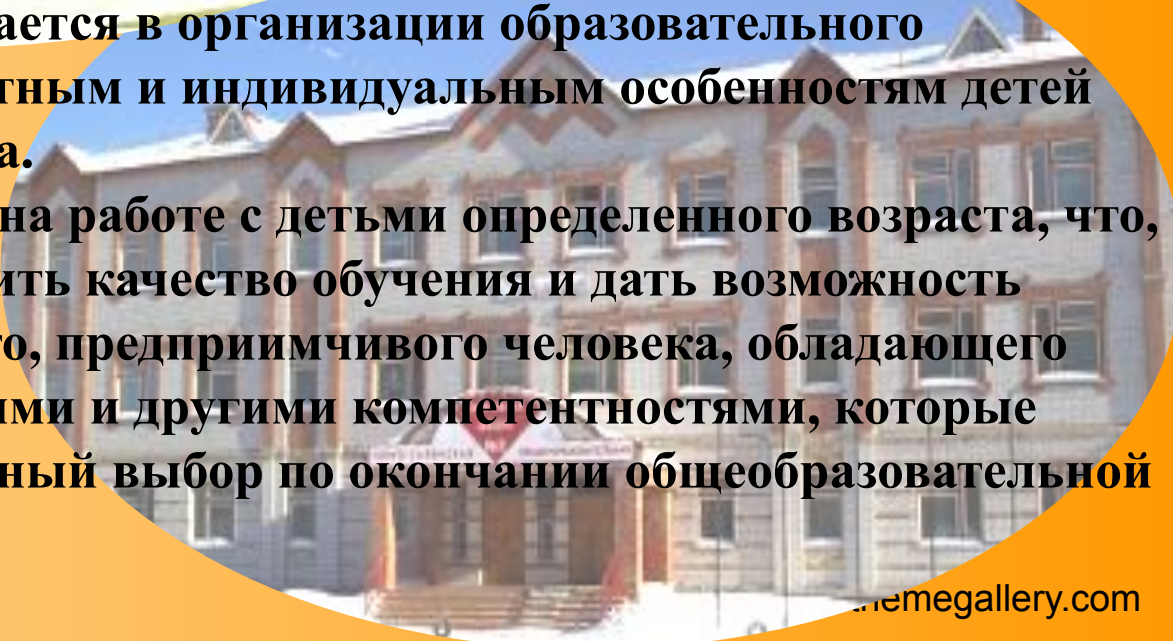 ается в организации образовательного
тным и индивидуальным особенностям детей
а.
на работе с детьми определенного возраста, что,
ить качество обучения и дать возможность
го, предприимчивого человека, обладающего
ими и другими компетентностями, которые
ный выбор по окончании общеобразовательной
emegallery.com